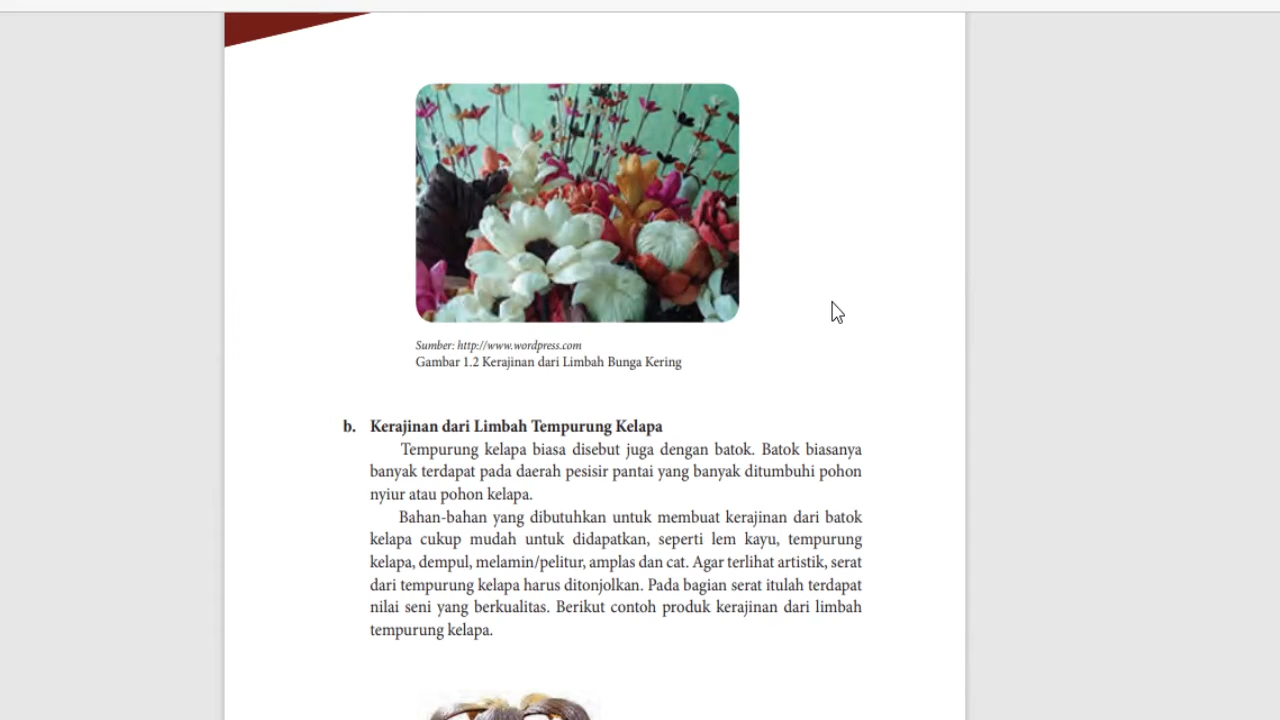 Sumber: http://www.wordpress.com
Gambar 1.2 Kerajinan dari Limbah Bunga Kering
b. Kerajinan dari Limbah Tempurung Kelapa
Tempurung kelapa biasa disebut juga dengan batok. Batok biasanya
banyak terdapat pada daerah pesisir pantai yang banyak ditumbuhi pohon
nyiur atau pohon kelapa.
Bahan-bahan yang dibutuhkan untuk membuat kerajinan dari batok
kelapa cukup mudah untuk didapatkan, seperti lem kayu, tempurung
kelapa, dempul, melamin/pelitur, amplas dan cat. Agar terlihat artistik, serat
dari tempurung kelapa harus ditonjolkan. Pada bagian serat itulah terdapat
nilai seni yang berkualitas. Berikut contoh produk kerajinan dari limbah
tempurung kelapa.